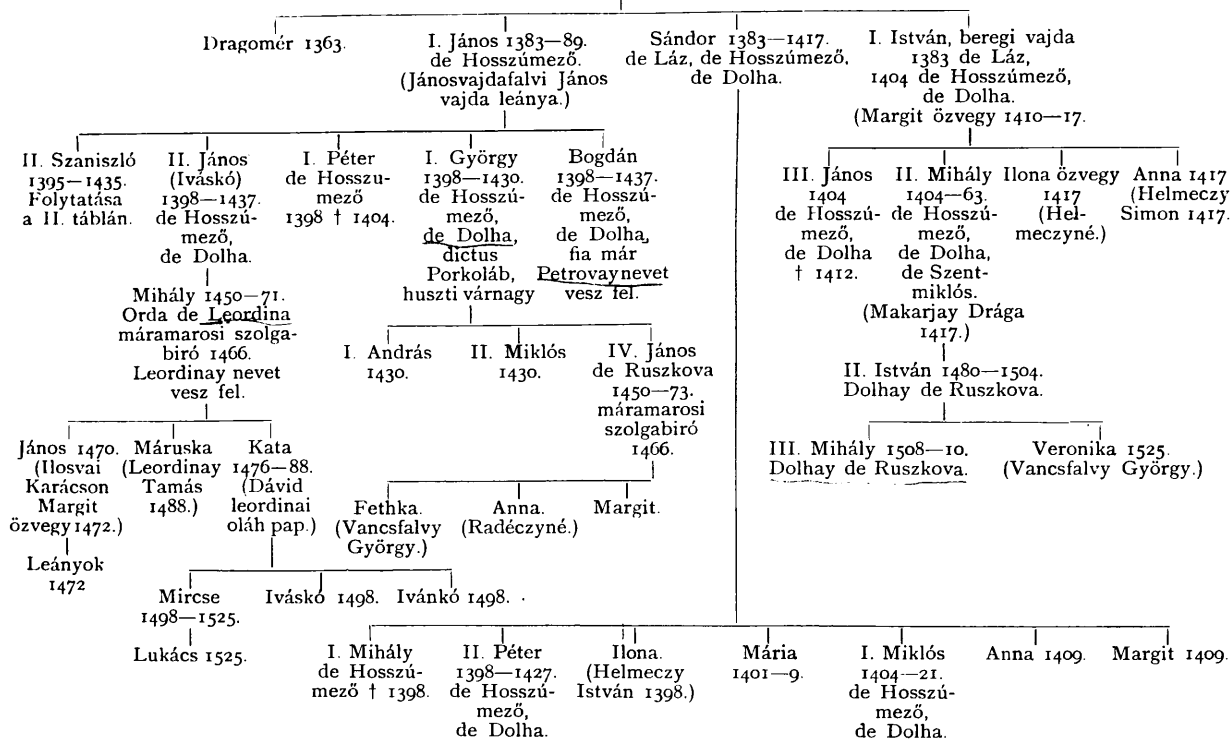 Dragomér 1363.
I. János 1383—89.
de Hosszúmező.
(Jánosvajdafalvi János
vajda leánya.)
Sándor 1383—1417.
de Láz, de Hosszúmező,
de Dolha.
I. István, beregi vajda
1383 de Láz,
1404 de Hosszúmező,
de Dolha.
(Margit özvegy 1410—17.)
II. Szaniszló
1395—1435.
Folytatása
a II. táblán.
II. János
(Iváskó)
1398—1437.
de Hosszú-
mező,
de Dolha.
I. Péter
de Hosszu-
mező
1398 † 1404.
I. György
1398—1430.
de Hosszú-
mező,
de Dolha,
dictus
Porkoláb,
huszti várnagy
Bogdán
1398—1437.
de Hosszú-
mező,
de Dolha,
fia már
Petrovay nevet
vesz fel.
III. János
1404
de Hosszú-
mező,
de Dolha
† 1412.
II. Mihály
1404—63.
de Hosszú-
mező,
de Dolha,
de Szent-
miklós.
(Makarjay Drága
1417.)
Ilona özvegy
1417
(Hel-
meczyné.)
Anna 1417
(Helmeczy
Simon 1417.)
Mihály 1450—71.
Orda de Leordina
máramarosi szolga-
biró 1466.
Leordinay nevet
vesz fel.
I. András
1430.
II. Miklós
1430.
IV. János
de Ruszkova
1450—73.
máramarosi
szolgabiró
1466.
II. István 1480—1504.
Dolhay de Ruszkova.
III. Mihály 1508—10.
Dolhay de Ruszkova.
Veronika 1525.
(Vancsfalvy György.)
János 1470.
(Ilosvai
Karácson
Margit
özvegy 1472.)
Máruska
(Leordinay
Tamás
1488.)
Kata
1476—88.
(Dávid
leordinai
oláh pap.)
Fethka.
(Vancsfalvy
György.)
Anna.
(Radéczyné.)
Margit.
Leányok
1472
Mircse
1498—1525.
Iváskó 1498.
Ivánkó 1498.
Lukács 1525.
I. Mihály
de Hosszú-
mező † 1398.
II. Péter
1398—1427.
de Hosszú-
mező,
de Dolha.
Ilona.
(Helmeczy
István 1398.)
Mária
1401—9.
I. Miklós
1404—21.
de Hosszú-
mező,
de Dolha.
Anna 1409.
Margit 1409.